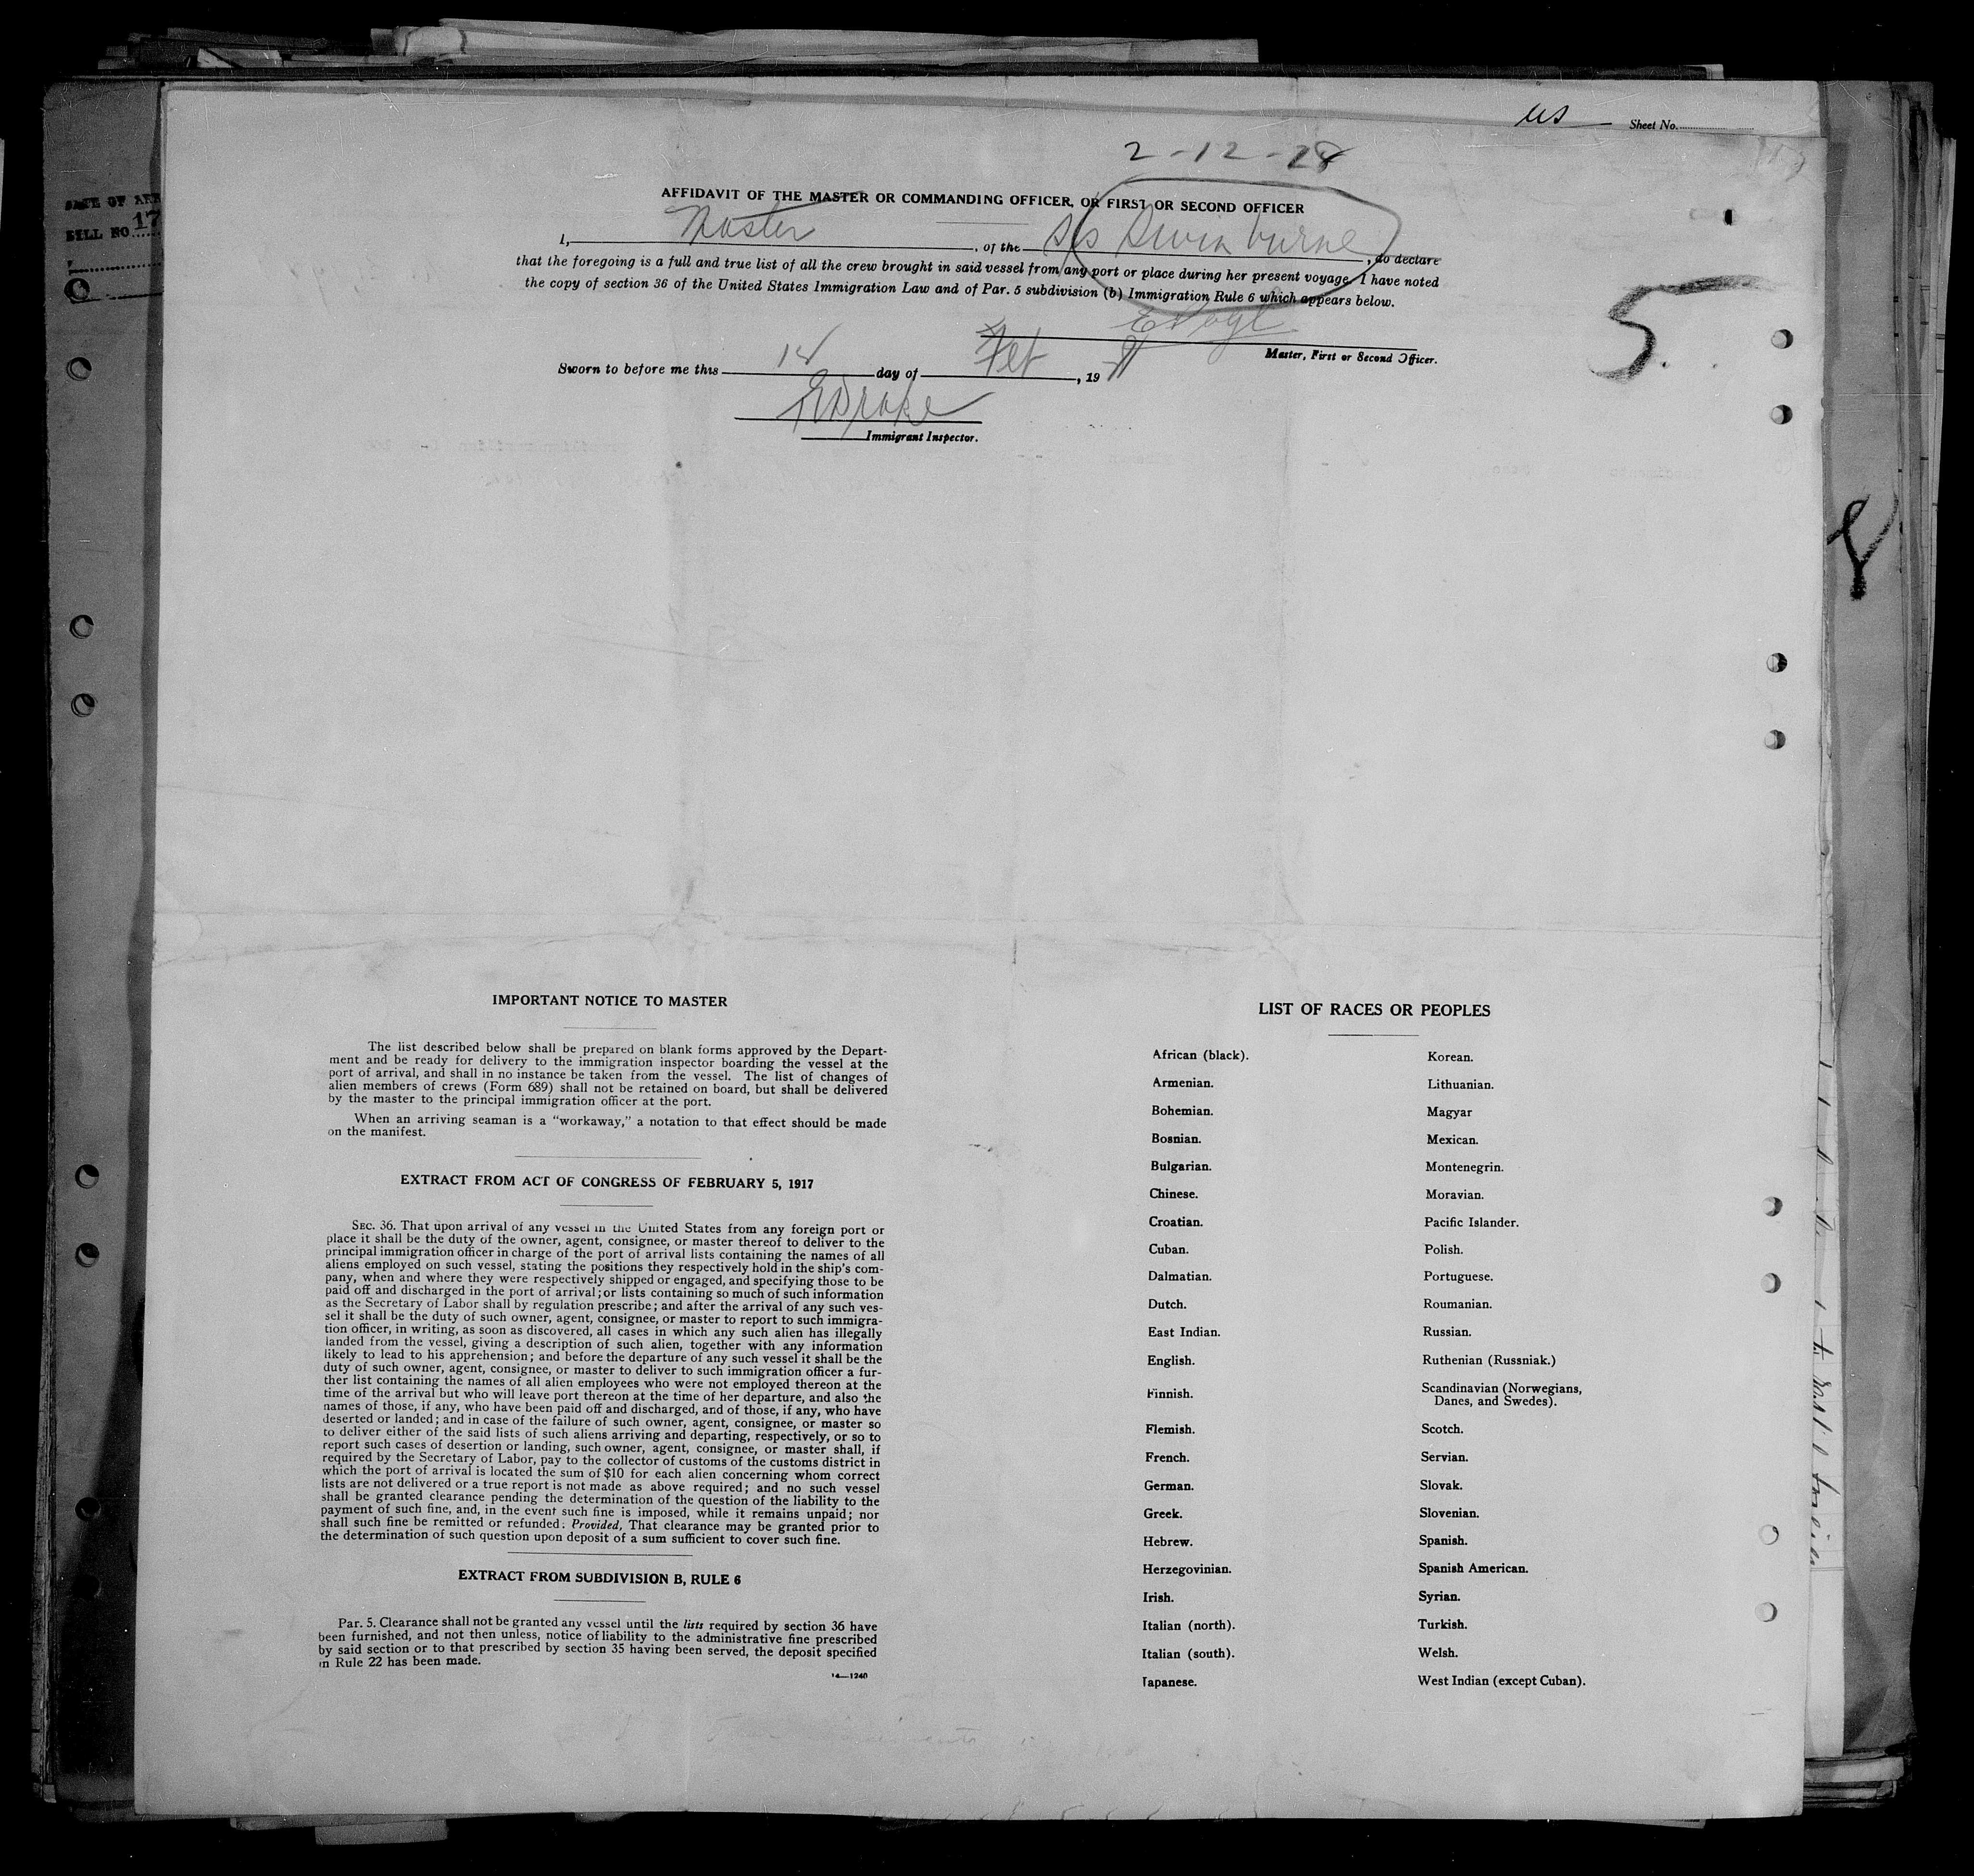 us Sheet No.
2-12-28
AFFIDAVIT OF THE MASTER OR COMMANDING OFFICER, OR FIRST OR SECOND OFFICER
I, Master, of the S/s Swinburne, do declare
that the foregoing is a full and true list of all the crew brought in said vessel from any port or place during her present voyage. I have noted
the copy of section 36 of the United States Immigration Law and of Par. 5 subdivision (b) Immigration Rule 6 which appears below.
5.
Master, First or Second Officer.
Sworn to before me this day of Feb, 19
Immigrant Inspector.
BILL NO 17
8
IMPORTANT NOTICE TO MASTER
The list described below shall be prepared on blank forms approved by the Depart-
ment and be ready for delivery to the immigration inspector boarding the vessel at the
port of arrival, and shall in no instance be taken from the vessel. The list of changes of
alien members of crews (Form 689) shall not be retained on board, but shall be delivered
by the master to the principal immigration officer at the port.
When an arriving seaman is a "workaway," a notation to that effect should be made
on the manifest.
EXTRACT FROM ACT OF CONGRESS OF FEBRUARY 5, 1917
SEC. 36. That upon arrival of any vessel in the United States from any foreign port or
place it shall be the duty of the owner, agent, consignee, or master thereof to deliver to the
principal immigration officer in charge of the port of arrival lists containing the names of all
aliens employed on such vessel, stating the positions they respectively hold in the ship's com-
pany, when and where they were respectively shipped or engaged, and specifying those to be
paid off and discharged in the port of arrival; or lists containing so much of such information
as the Secretary of Labor shall by regulation prescribe; and after the arrival of any such ves-
sel it shall be the duty of such owner, agent, consignee, or master to report to such immigra-
tion officer, in writing, as soon as discovered, all cases in which any such alien has illegally
landed from the vessel, giving a description of such alien, together with any information
likely to lead to his apprehension; and before the departure of any such vessel it shall be the
duty of such owner, agent, consignee, or master to deliver to such immigration officer a fur-
ther list containing the names of all alien employees who were not employed thereon at the
time of the arrival but who will leave port thereon at the time of her departure, and also the
names of those, if any, who have been paid off and discharged, and of those, if any, who have
deserted or landed; and in case of the failure of such owner, agent, consignee, or master so
to deliver either of the said lists of such aliens arriving and departing, respectively, or so to
report such cases of desertion or landing, such owner, agent, consignee, or master shall, if
required by the Secretary of Labor, pay to the collector of customs of the customs district in
which the port of arrival is located the sum of $10 for each alien concerning whom correct
lists are not delivered or a true report is not made as above required; and no such vessel
shall be granted clearance pending the determination of the question of the liability to the
payment of such fine, and, in the event such fine is imposed, while it remains unpaid; nor
shall such fine be remitted or refunded: Provided, That clearance may be granted prior to
the determination of such question upon deposit of a sum sufficient to cover such fine.
EXTRACT FROM SUBDIVISION B, RULE 6
Par. 5. Clearance shall not be granted any vessel until the lists required by section 36 have
been furnished, and not then unless, notice of liability to the administrative fine prescribed
by said section or to that prescribed by section 35 having been served, the deposit specified
in Rule 22 has been made.
14—1240
LIST OF RACES OR PEOPLES
African (black).
Armenian.
Bohemian.
Bosnian.
Bulgarian.
Chinese.
Croatian.
Cuban.
Dalmatian.
Dutch.
East Indian.
English.
Finnish.
Flemish.
French.
German.
Greek.
Hebrew.
Herzegovinian.
Irish.
Italian (north).
Italian (south).
Japanese.
Korean.
Lithuanian.
Magyar
Mexican.
Montenegrin.
Moravian.
Pacific Islander.
Polish.
Portuguese.
Roumanian.
Russian.
Ruthenian (Russniak.)
Scandinavian (Norwegians,
Danes, and Swedes).
Scotch.
Servian.
Slovak.
Slovenian.
Spanish.
Spanish American.
Syrian.
Turkish.
Welsh.
West Indian (except Cuban).